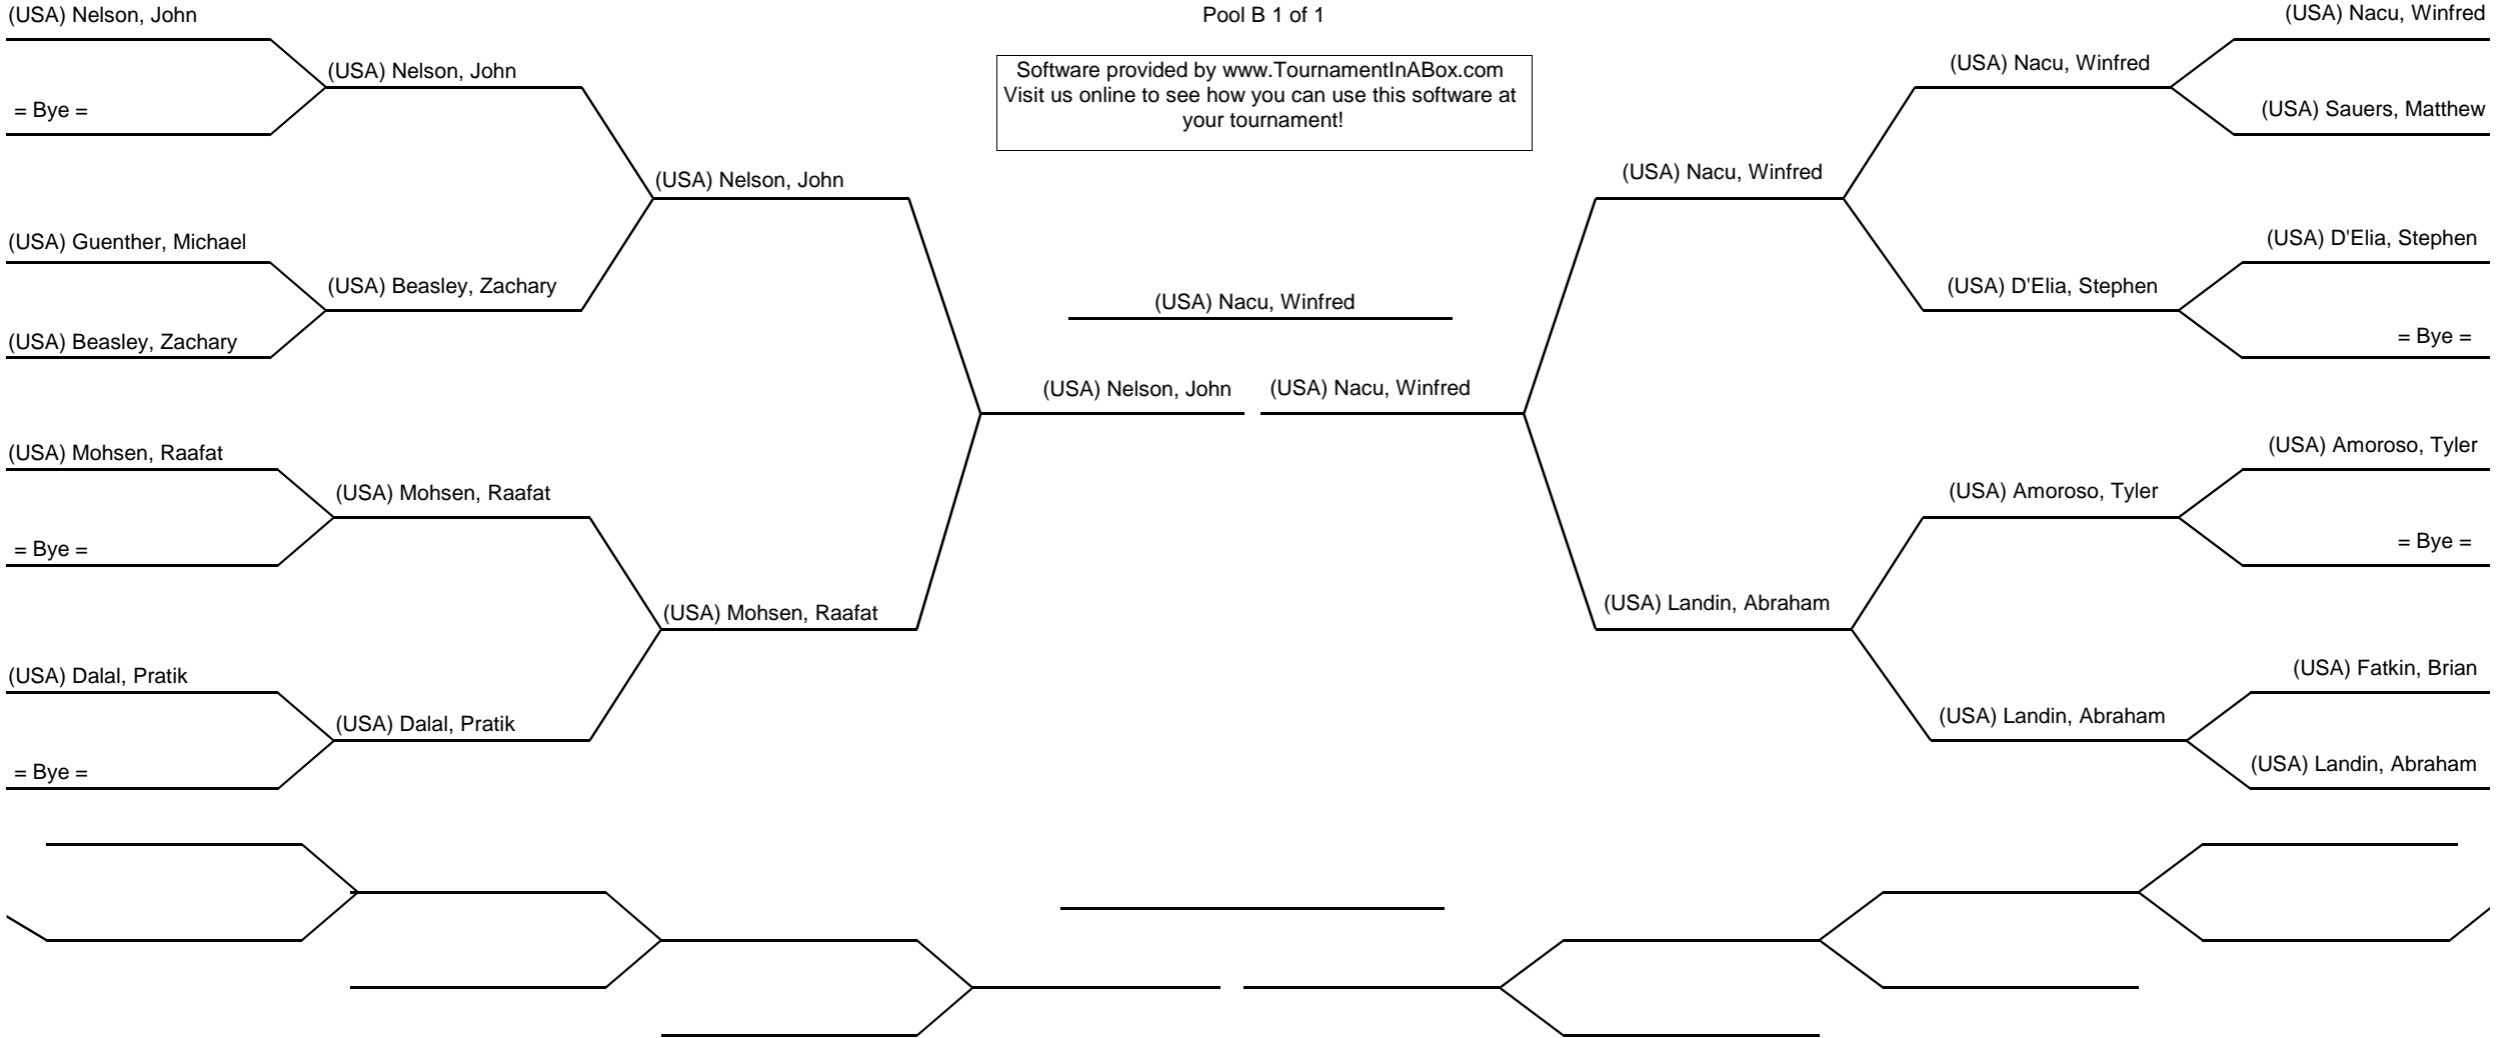 (USA) Nelson, John
= Bye =
(USA) Guenther, Michael
(USA) Beasley, Zachary
(USA) Mohsen, Raafat
= Bye =
(USA) Dalal, Pratik
= Bye =
(USA) Nelson, John
(USA) Beasley, Zachary
(USA) Mohsen, Raafat
(USA) Dalal, Pratik
(USA) Nelson, John
(USA) Mohsen, Raafat
Pool B 1 of 1
Software provided by www.TournamentInABox.com
Visit us online to see how you can use this software at
your tournament!
(USA) Nacu, Winfred
(USA) Nelson, John
(USA) Nacu, Winfred
(USA) Nacu, Winfred
(USA) Landin, Abraham
(USA) Nacu, Winfred
(USA) D'Elia, Stephen
(USA) Amoroso, Tyler
(USA) Landin, Abraham
(USA) Nacu, Winfred
(USA) Sauers, Matthew
(USA) D'Elia, Stephen
= Bye =
(USA) Amoroso, Tyler
= Bye =
(USA) Fatkin, Brian
(USA) Landin, Abraham